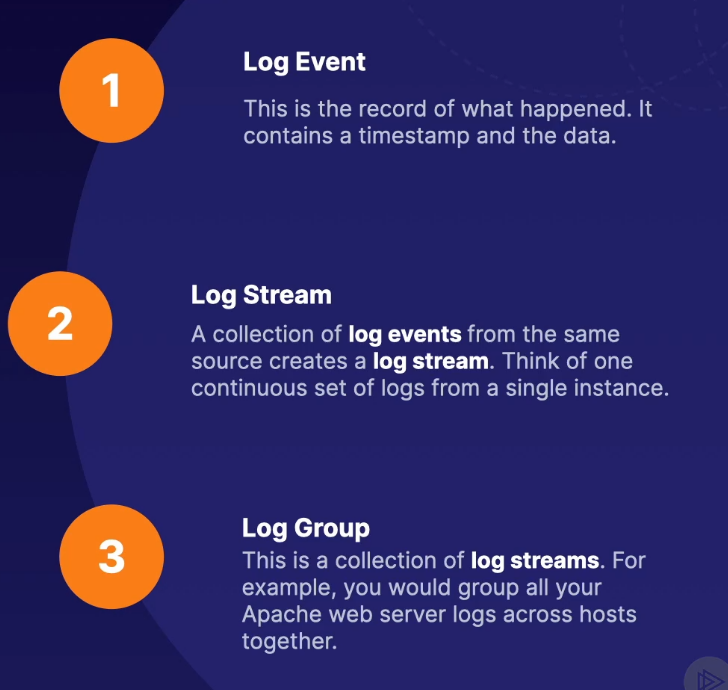 1
Log Event
This is the record of what happened. It
contains a timestamp and the data.
2
Log Stream
A collection of log events from the same
source creates a log stream. Think of one
continuous set of logs from a single instance.
3
Log Group
This is a collection of log streams. For
example, you would group all your
Apache web server logs across hosts
together.